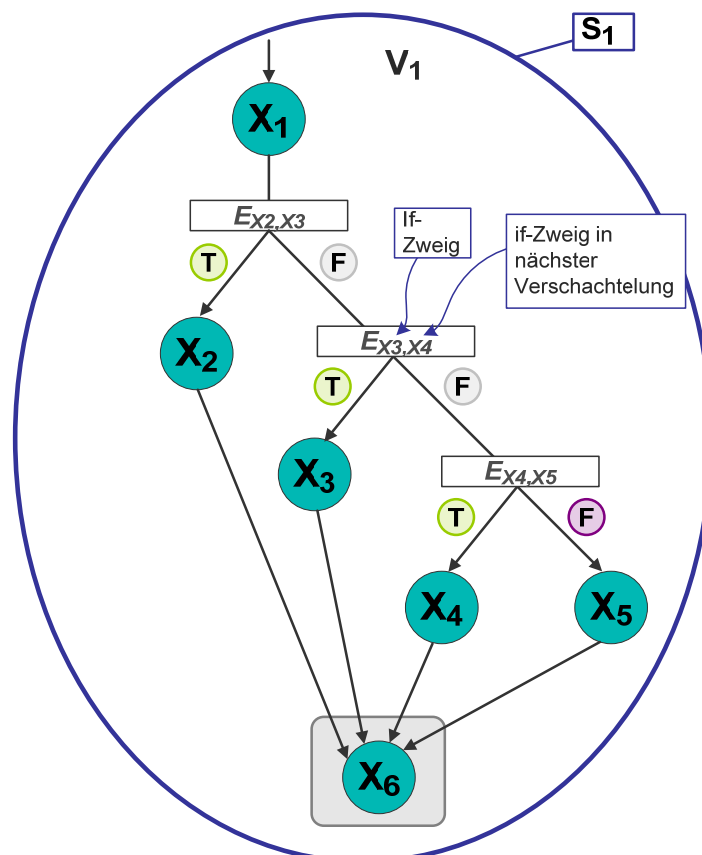 S1
V1
X1
EX2,X3
If-
Zweig
if-Zweig in
nächster
Verschachtelung
T
F
X2
EX3,X4
T
F
X3
EX4,X5
T
F
X4
X5
X6